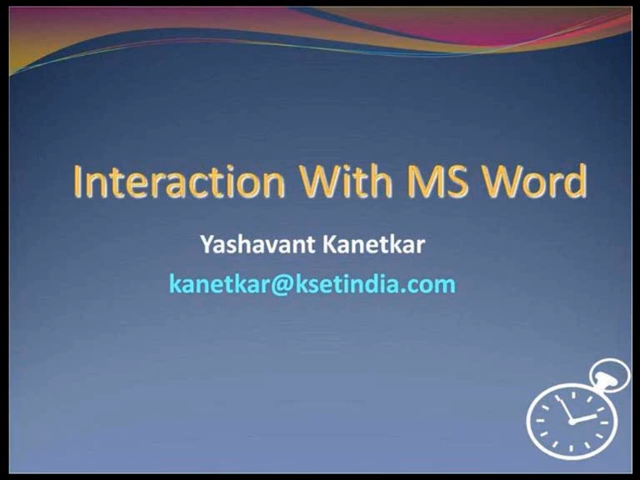 Interaction With MS Word
Yashavant Kanetkar
kanetkar@ksetindia.com